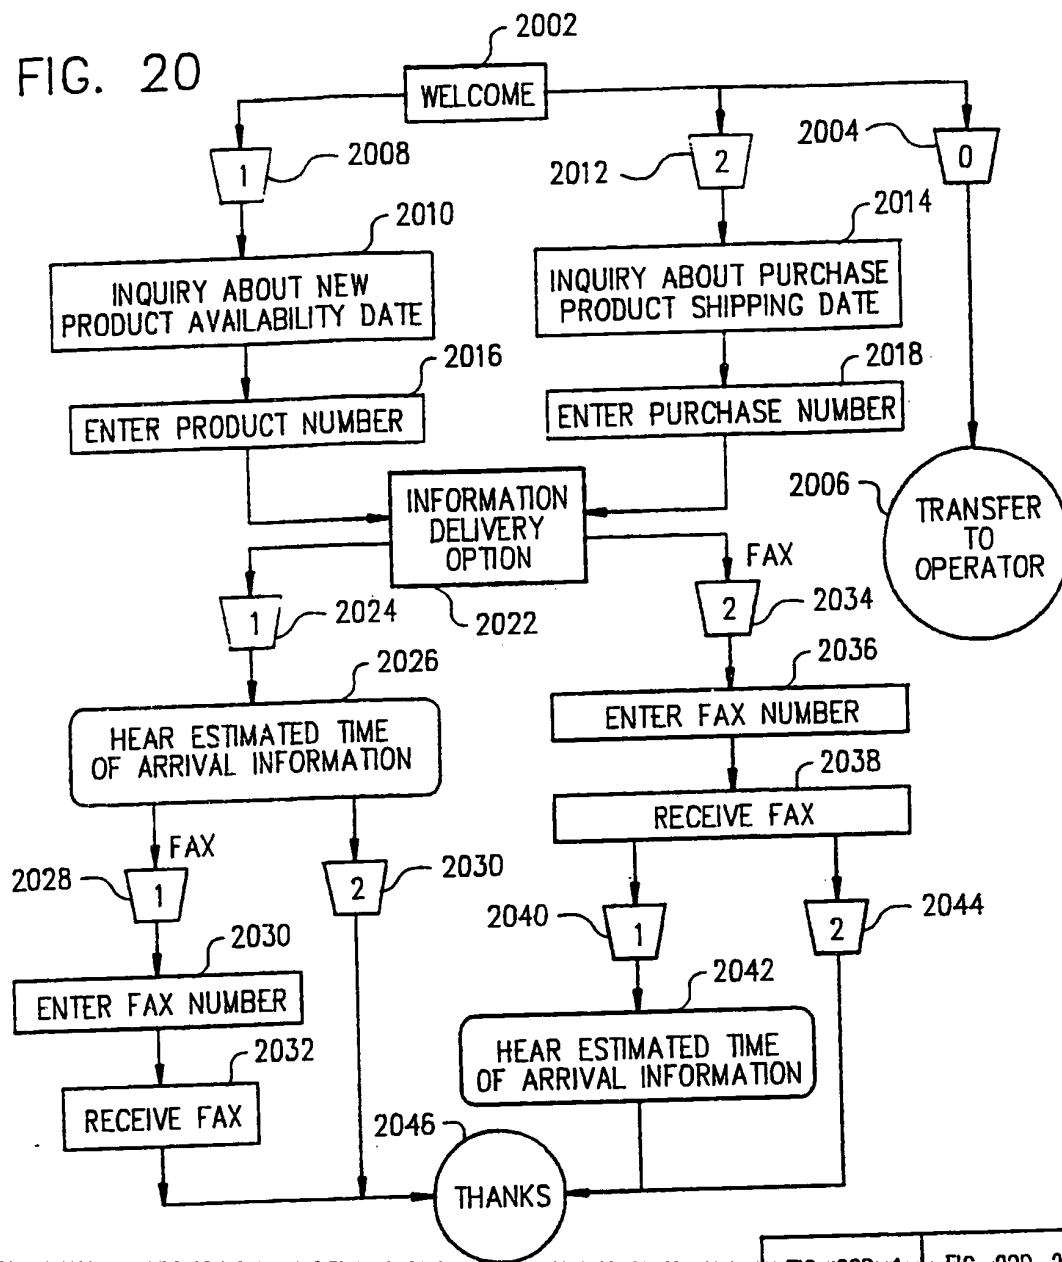 FIG. 20
2002
WELCOME
2004
0
2008
1
2012
2
2010
INQUIRY ABOUT NEW
PRODUCT AVAILABILITY DATE
2014
INQUIRY ABOUT PURCHASE
PRODUCT SHIPPING DATE
2016
ENTER PRODUCT NUMBER
2018
ENTER PURCHASE NUMBER
2006
TRANSFER
TO
OPERATOR
INFORMATION
DELIVERY
OPTION
2022
FAX
1
2024
2
2034
2026
HEAR ESTIMATED TIME
OF ARRIVAL INFORMATION
2036
ENTER FAX NUMBER
2038
RECEIVE FAX
FAX
2028
1
2
2030
2040
1
2
2044
2030
ENTER FAX NUMBER
2042
HEAR ESTIMATED TIME
OF ARRIVAL INFORMATION
2032
RECEIVE FAX
2046
THANKS